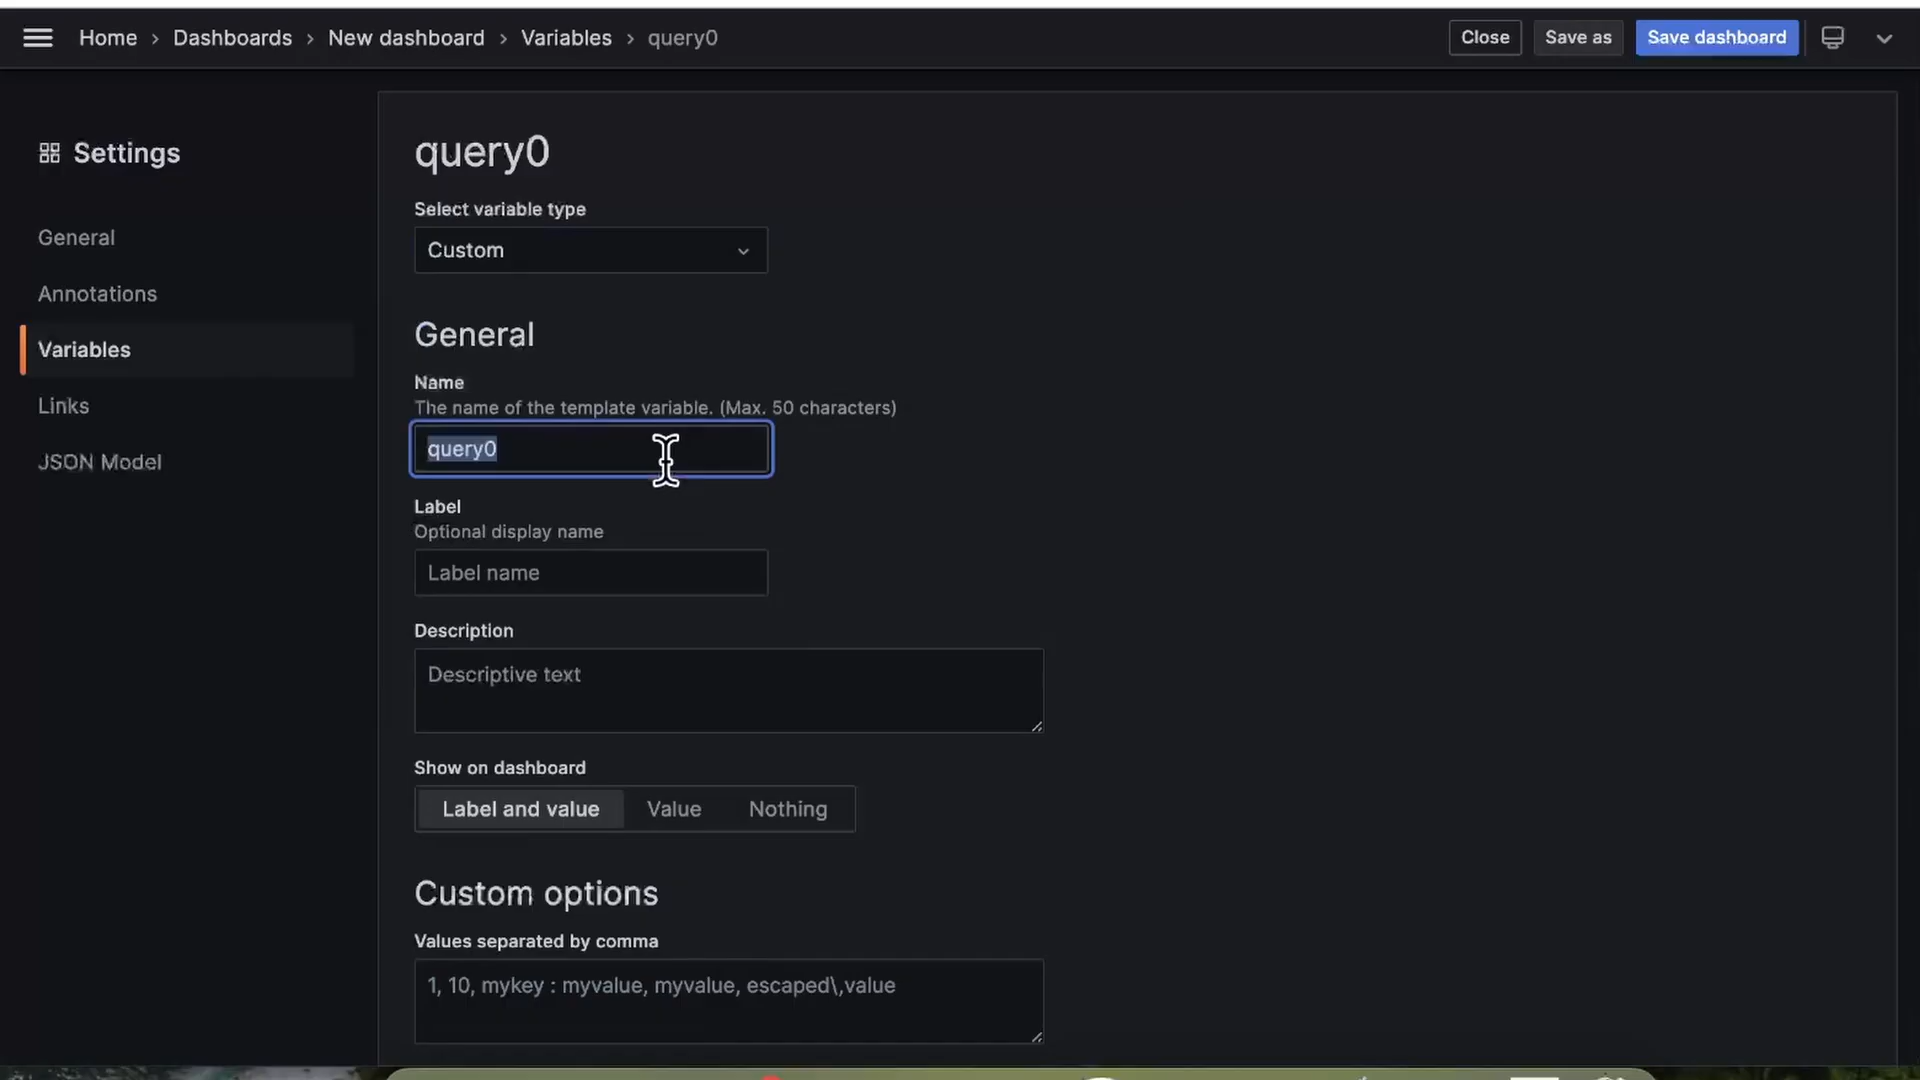 Home › Dashboards › New dashboard › Variables › query0
Close
Save as
Save dashboard
Settings
General
Annotations
Variables
Links
JSON Model
query0
Select variable type
Custom
General
Name
The name of the template variable. (Max. 50 characters)
query0
Label
Optional display name
Label name
Description
Descriptive text
Show on dashboard
Label and value Value Nothing
Custom options
Values separated by comma
1, 10, mykey : myvalue, myvalue, escaped\,value